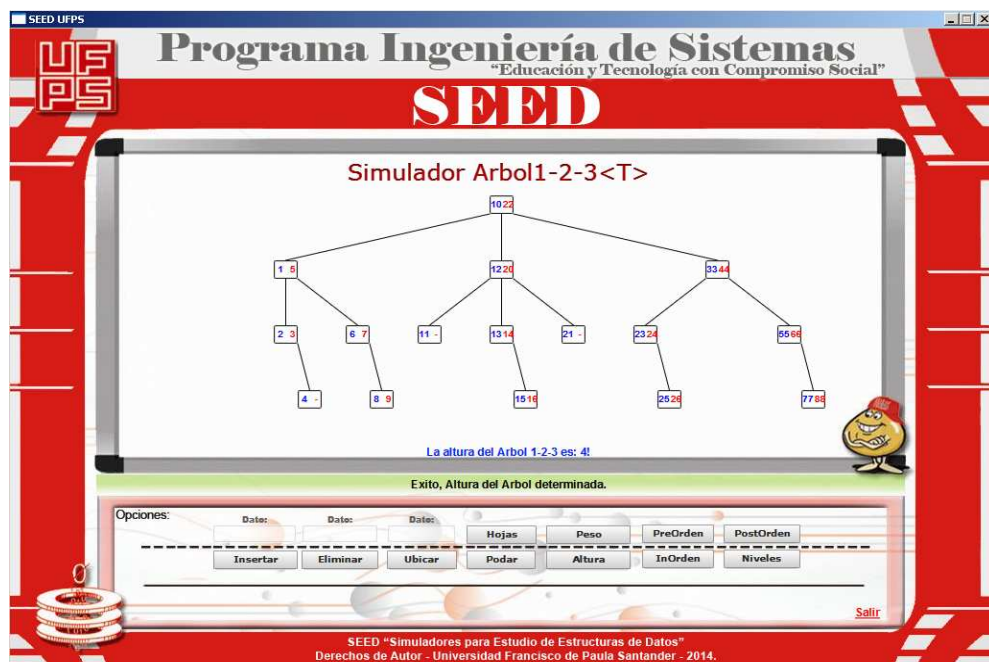 SEED UFPS
UFPS
Programa Ingeniería de Sistemas
“Educación y Tecnología con Compromiso Social”
SEED
Simulador Arbol1-2-3<T>
10 22
1 5
12 20
33 44
2 3
6 7
11 -
13 14
21 -
23 24
55 66
4 -
8 9
15 16
25 26
77 88
La altura del Arbol 1-2-3 es: 4!
Exito, Altura del Arbol determinada.
Opciones:
Dato: Dato: Dato:
Hojas Peso PreOrden PostOrden
Insertar Eliminar Ubicar Podar Altura InOrden Niveles
Salir
SEED “Simuladores para Estudio de Estructuras de Datos”
Derechos de Autor - Universidad Francisco de Paula Santander - 2014.